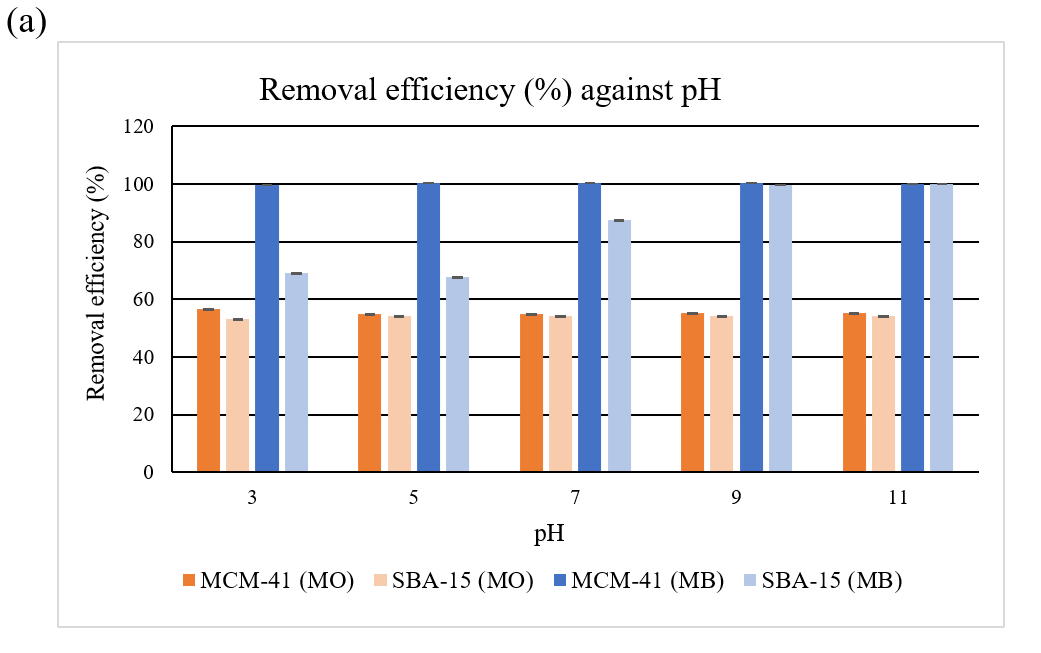 (a)
Removal efficiency (%) against pH
120
100
80
60
40
20
0
Removal efficiency (%)
3 5 7 9 11
pH
MCM-41 (MO) SBA-15 (MO) MCM-41 (MB) SBA-15 (MB)